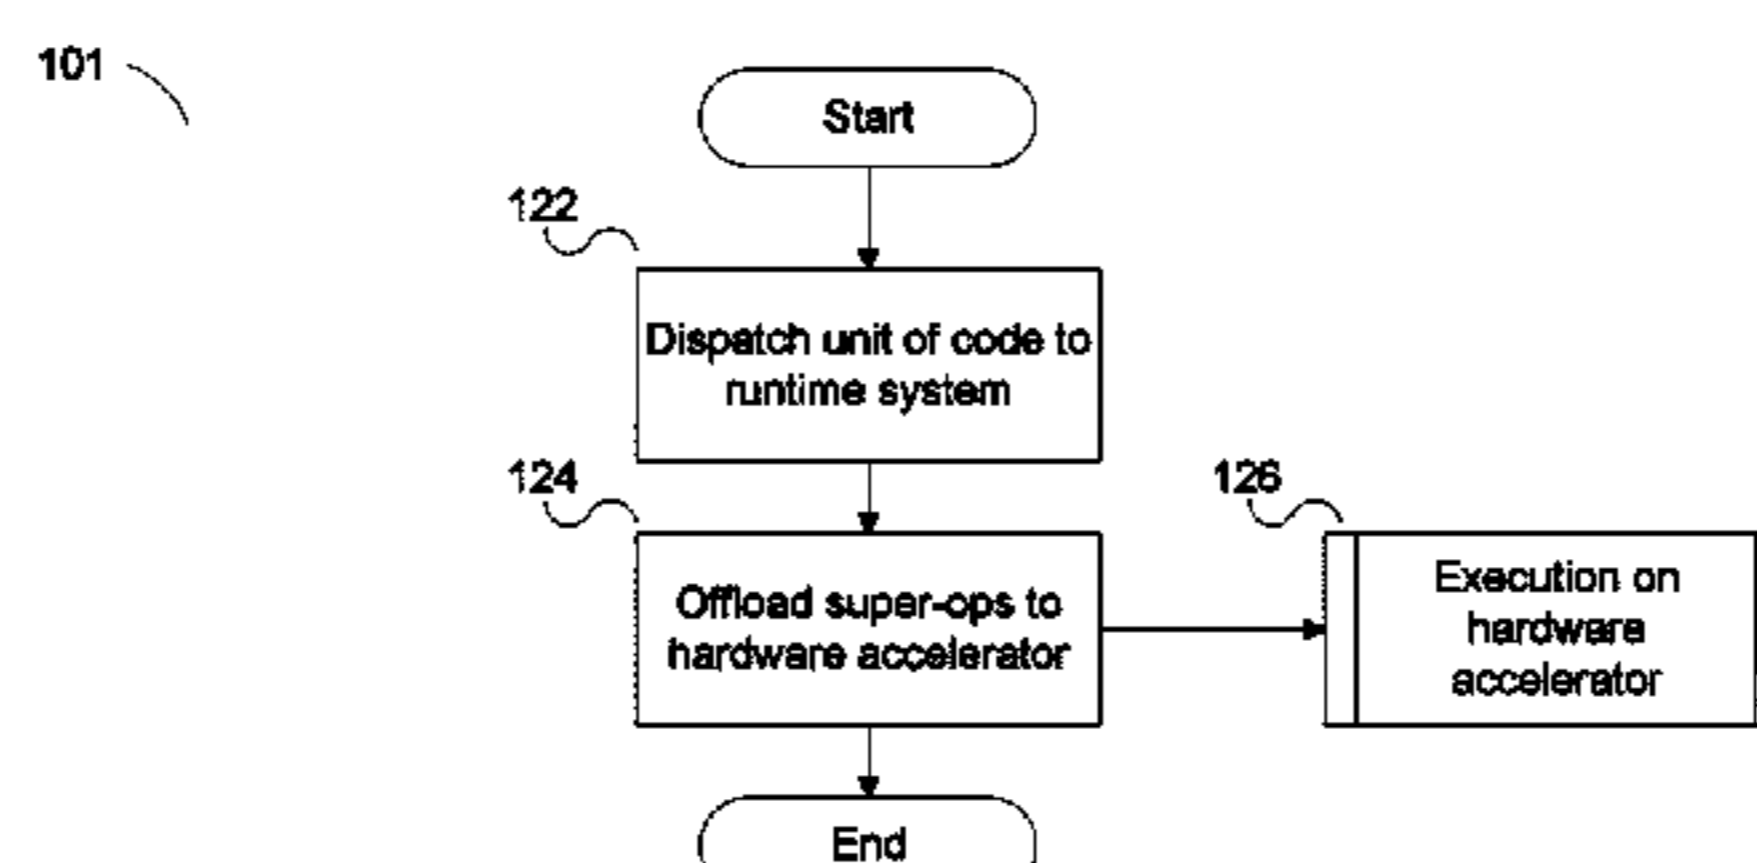 101
Start
122
Dispatch unit of code to
runtime system
124
Offload super-ops to
hardware accelerator
126
Execution on
hardware
accelerator
End